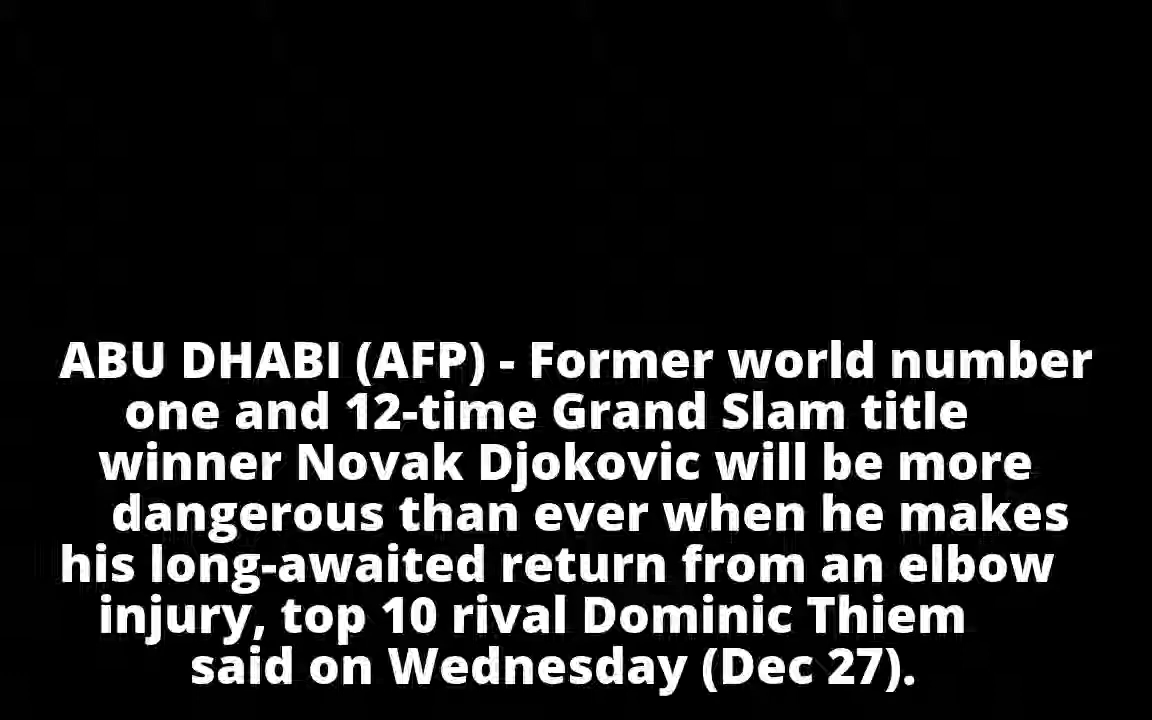 ABU DHABI (AFP) - Former world number
one and 12-time Grand Slam title
winner Novak Djokovic will be more
dangerous than ever when he makes
his long-awaited return from an elbow
injury, top 10 rival Dominic Thiem
said on Wednesday (Dec 27).